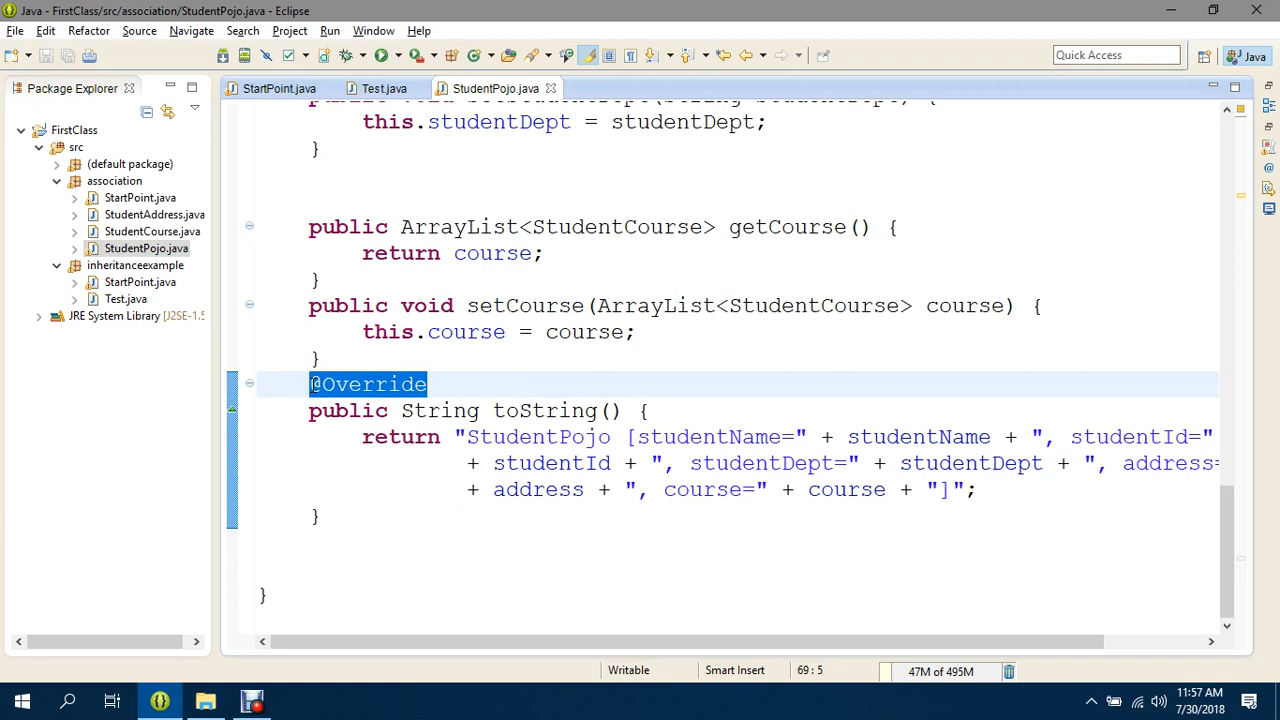 Java - FirstClass/src/association/StudentPojo.java - Eclipse
File Edit Refactor Source Navigate Search Project Run Window Help
Quick Access
Java
Package Explorer
StartPoint.java
Test.java
StudentPojo.java
FirstClass
src
(default package)
association
StartPoint.java
StudentAddress.java
StudentCourse.java
StudentPojo.java
inheritanceexample
StartPoint.java
Test.java
JRE System Library [J2SE-1.5
this.studentDept = studentDept;
}
public ArrayList<StudentCourse> getCourse() {
return course;
}
public void setCourse(ArrayList<StudentCourse> course) {
this.course = course;
}
@Override
public String toString() {
return "StudentPojo [studentName=" + studentName + ", studentId="
+ studentId + ", studentDept=" + studentDept + ", address=
+ address + ", course=" + course + "]";
}
}
Writable
Smart Insert
69 : 5
47M of 495M
11:57 AM
7/30/2018